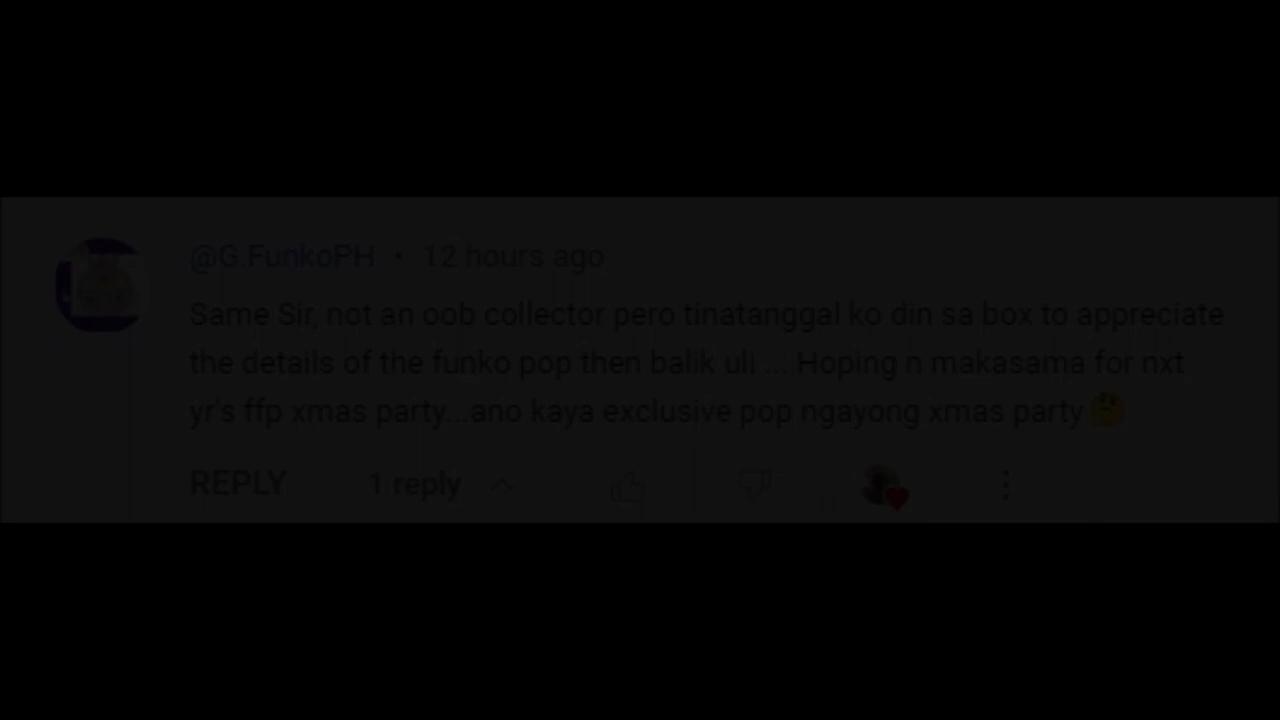 @G.FunkoPH • 12 hours ago
Same Sir, not an oob collector pero tinatanggal ko din sa box to appreciate
the details of the funko pop then balik uli ... Hoping n makasama for nxt
yr's ffp xmas party...ano kaya exclusive pop ngayong xmas party 🤔
REPLY 1 reply